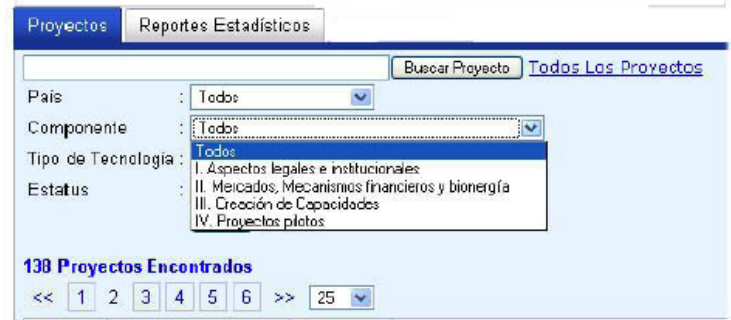 Proyectos Reportes Estadísticos
Buscar Proyecto Todos Los Proyectos
País : Todos
Componente : Todos
Todos
Tipo de Tecnología : I. Aspectos legales e institucionales
Estatus : II. Mercados, Mecanismos financieros y bionergía
III. Creación de Capacidades
IV. Proyectos pilotos
138 Proyectos Encontrados
<< 1 2 3 4 5 6 >> 25